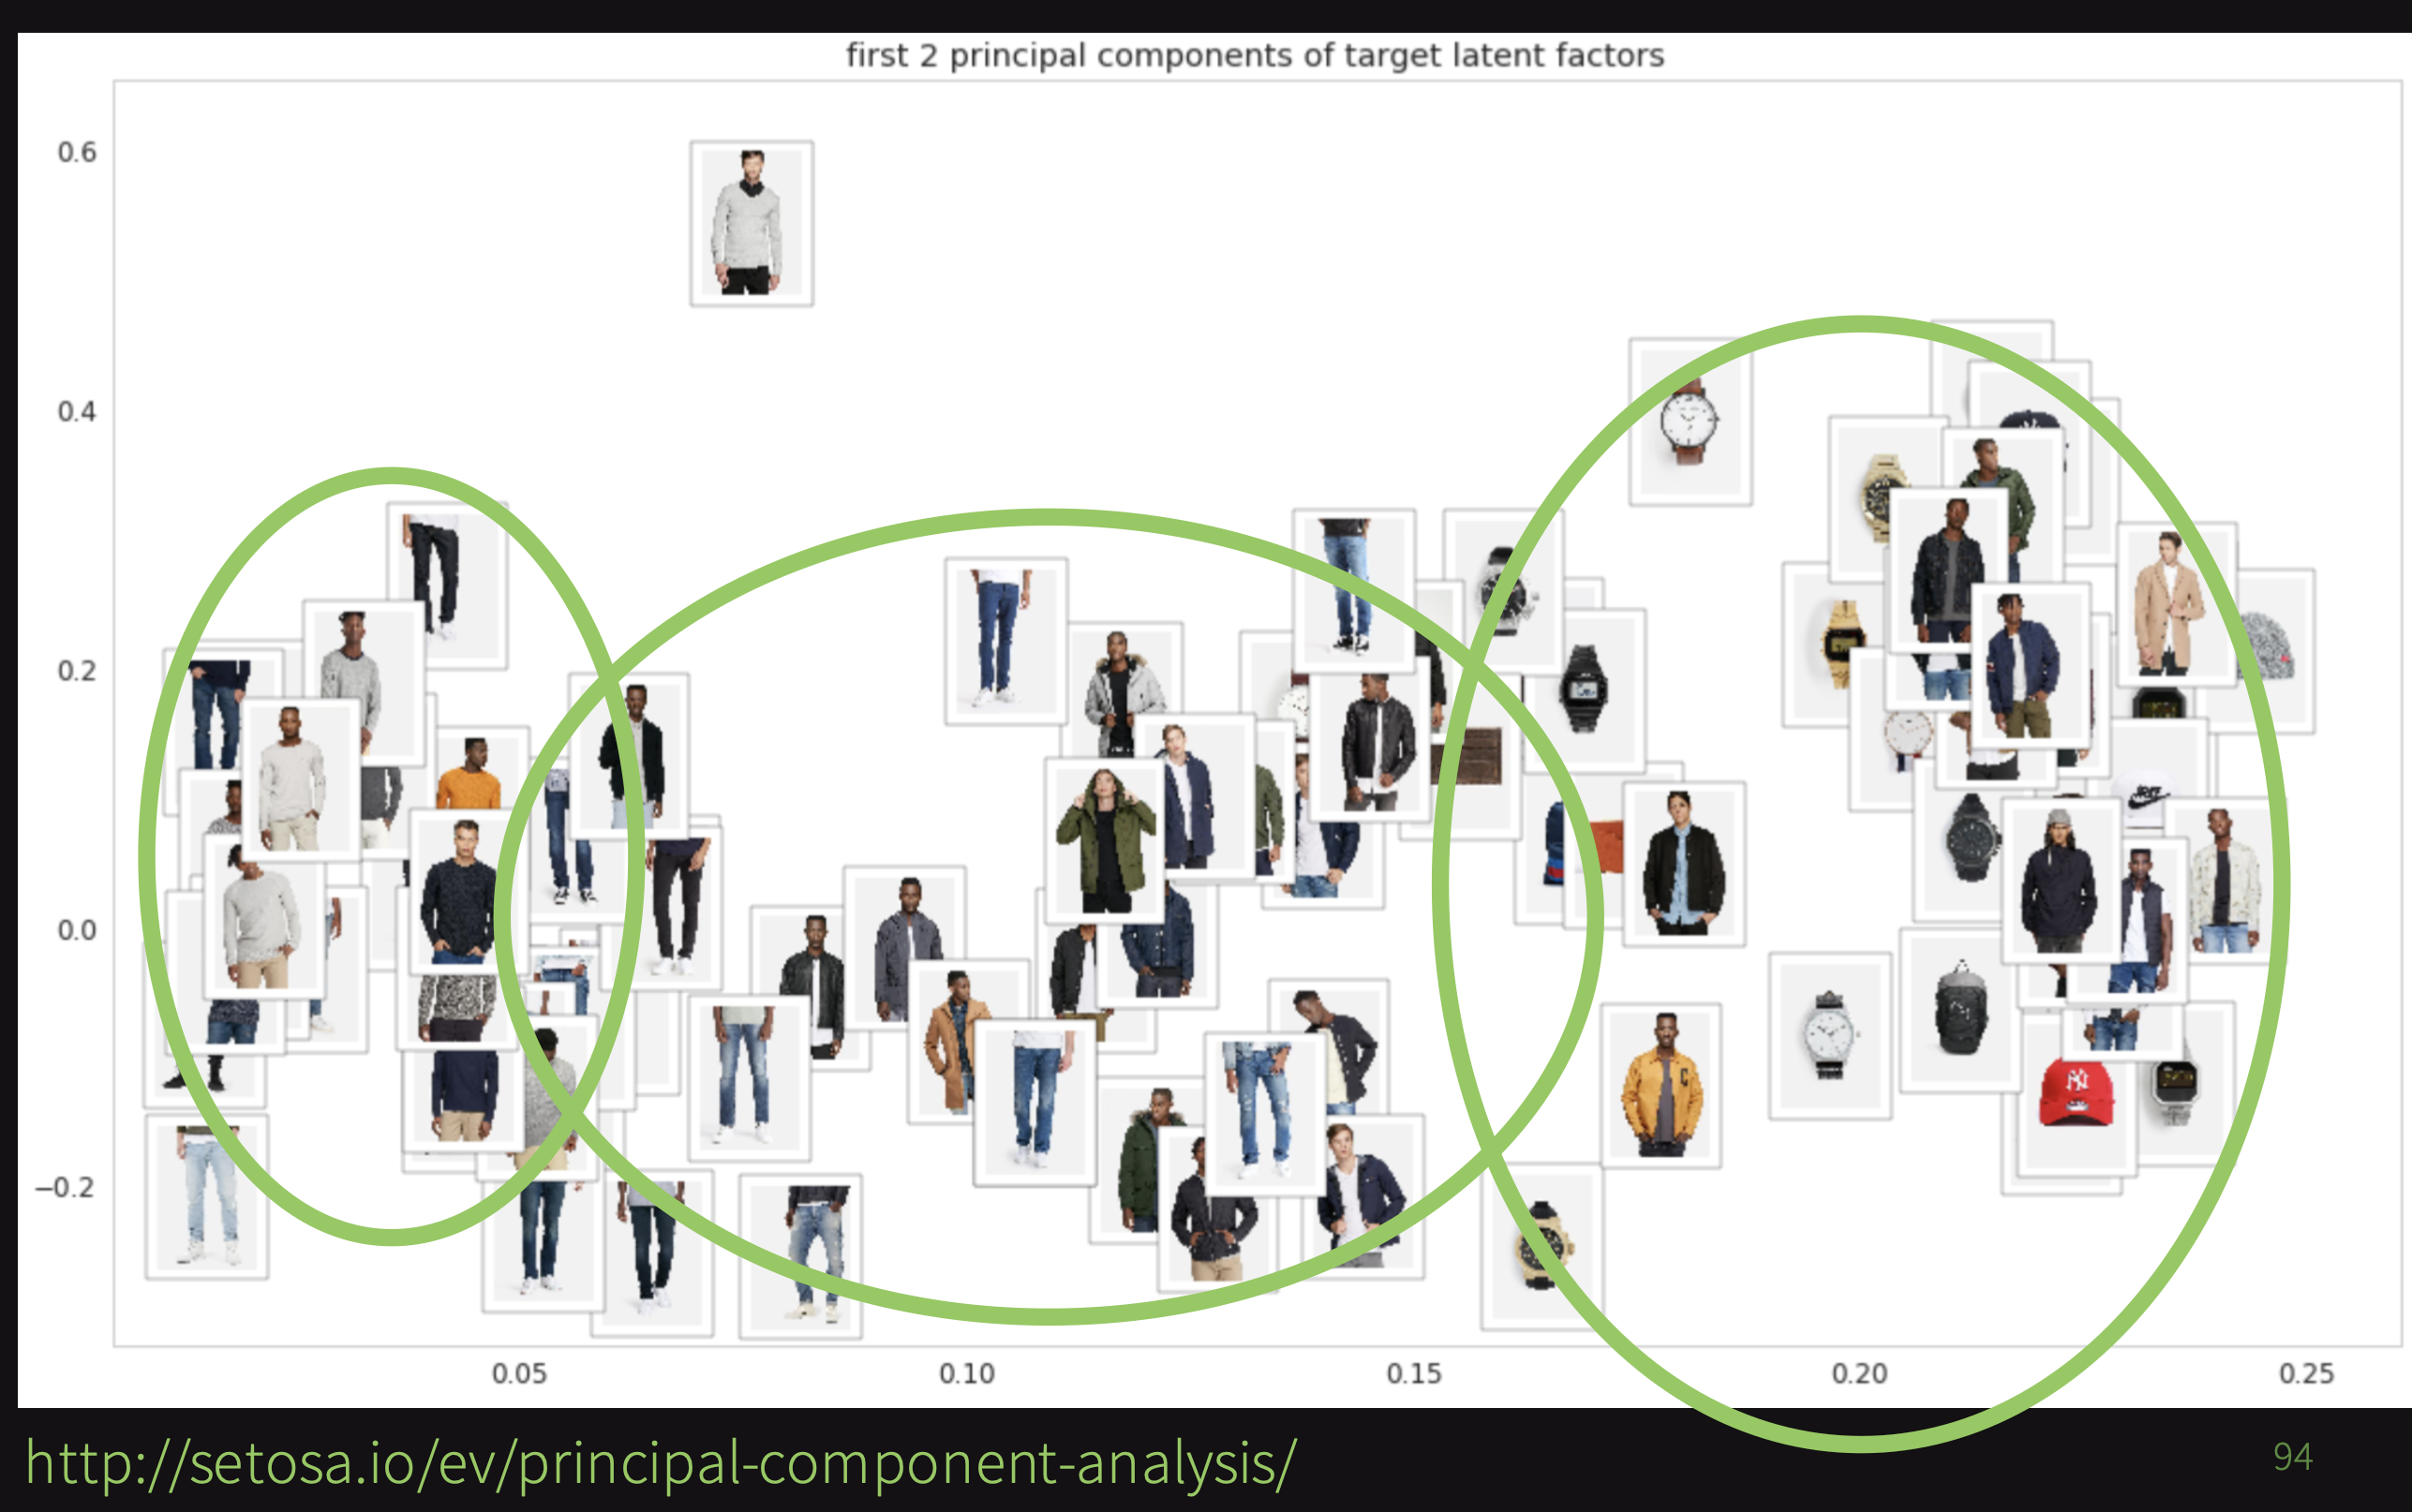 first 2 principal components of target latent factors
0.6
0.4
0.2
0.0
−0.2
0.05 0.10 0.15 0.20 0.25
http://setosa.io/ev/principal-component-analysis/
94